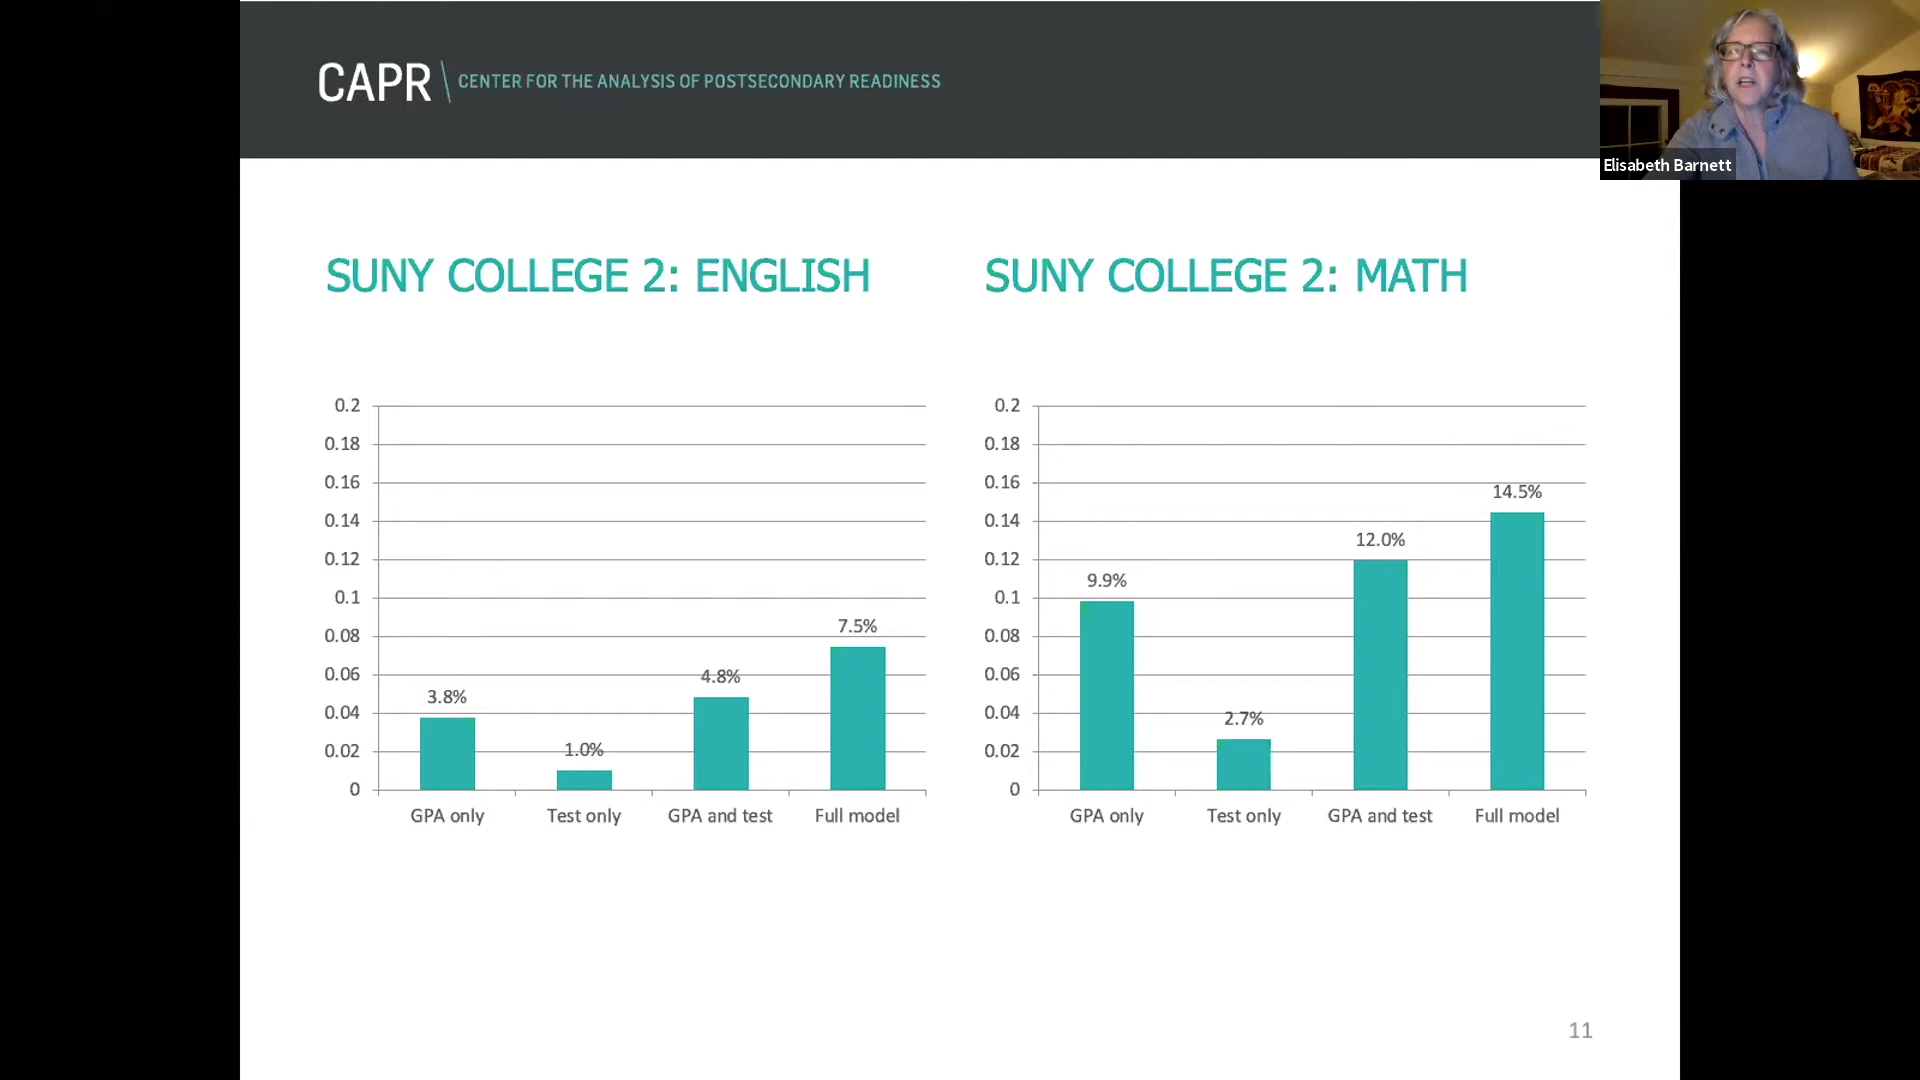 CAPR
CENTER FOR THE ANALYSIS OF POSTSECONDARY READINESS
Elisabeth Barnett
SUNY COLLEGE 2: ENGLISH
0.2
0.18
0.16
0.14
0.12
0.1
0.08
0.06
0.04
0.02
0
3.8%
1.0%
4.8%
7.5%
GPA only
Test only
GPA and test
Full model
SUNY COLLEGE 2: MATH
0.2
0.18
0.16
0.14
0.12
0.1
0.08
0.06
0.04
0.02
0
9.9%
2.7%
12.0%
14.5%
GPA only
Test only
GPA and test
Full model
11